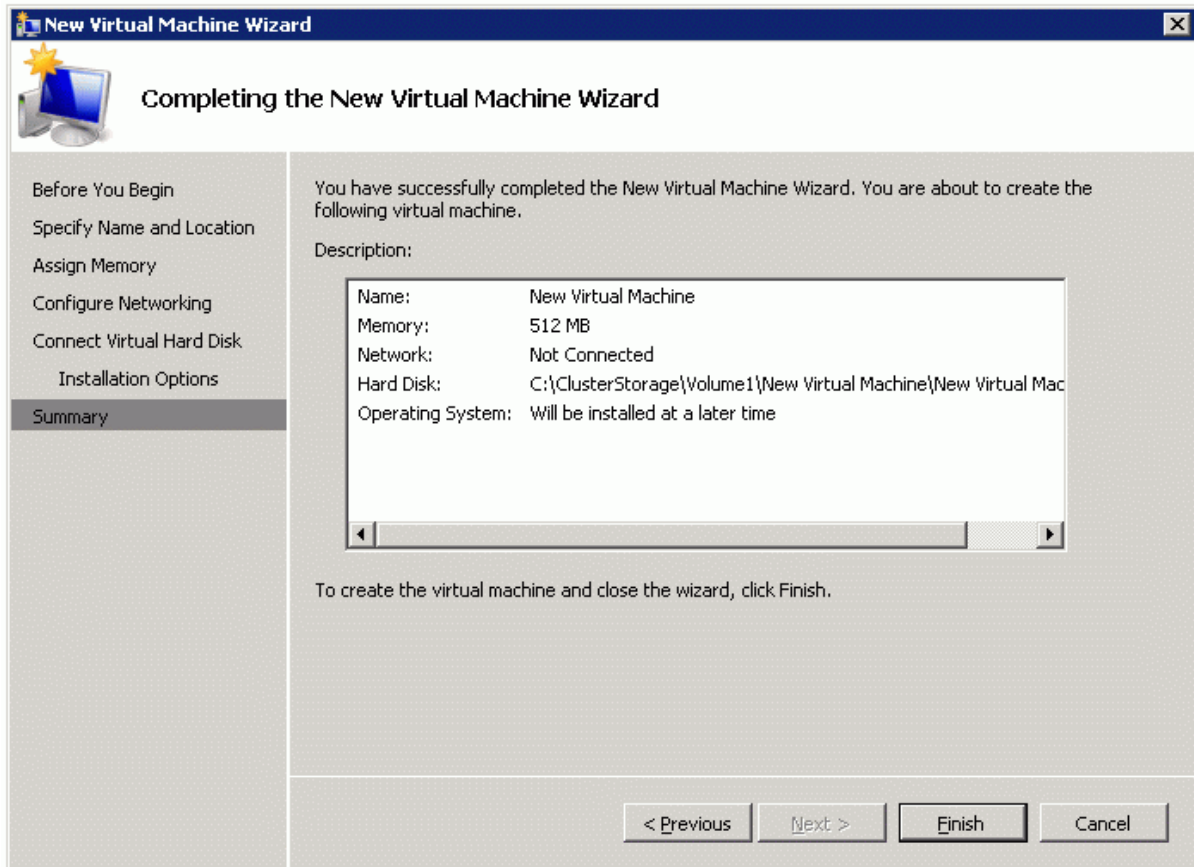 New Virtual Machine Wizard
Completing the New Virtual Machine Wizard
Before You Begin
Specify Name and Location
Assign Memory
Configure Networking
Connect Virtual Hard Disk
Installation Options
Summary
You have successfully completed the New Virtual Machine Wizard. You are about to create the
following virtual machine.
Description:
Name: New Virtual Machine
Memory: 512 MB
Network: Not Connected
Hard Disk: C:\ClusterStorage\Volume1\New Virtual Machine\New Virtual Mac
Operating System: Will be installed at a later time
To create the virtual machine and close the wizard, click Finish.
< Previous
Next >
Finish
Cancel